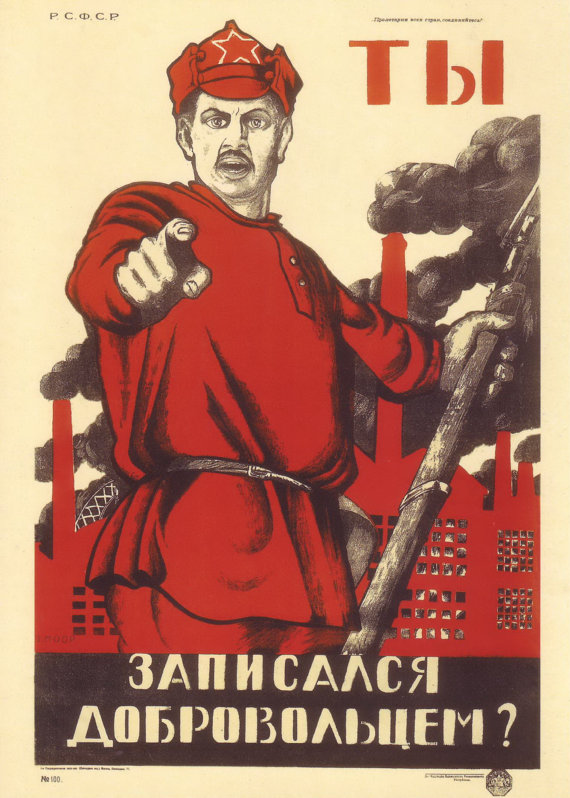 Р.С.Ф.С.Р.
„Пролетарии всех стран, соединяйтесь!"
ТЫ
ЗАПИСАЛСЯ
ДОБРОВОЛЬЦЕМ?
№ 100.